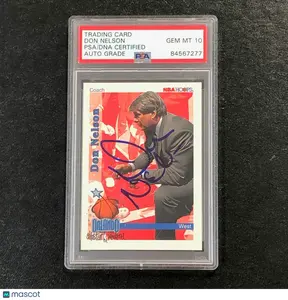 TRADING CARD
DON NELSON
PSA/DNA CERTIFIED
AUTO GRADE
GEM MT 10
PSA
84567277
Coach
NBA HOOPS
Don Nelson
ORLANDO
West
mascot